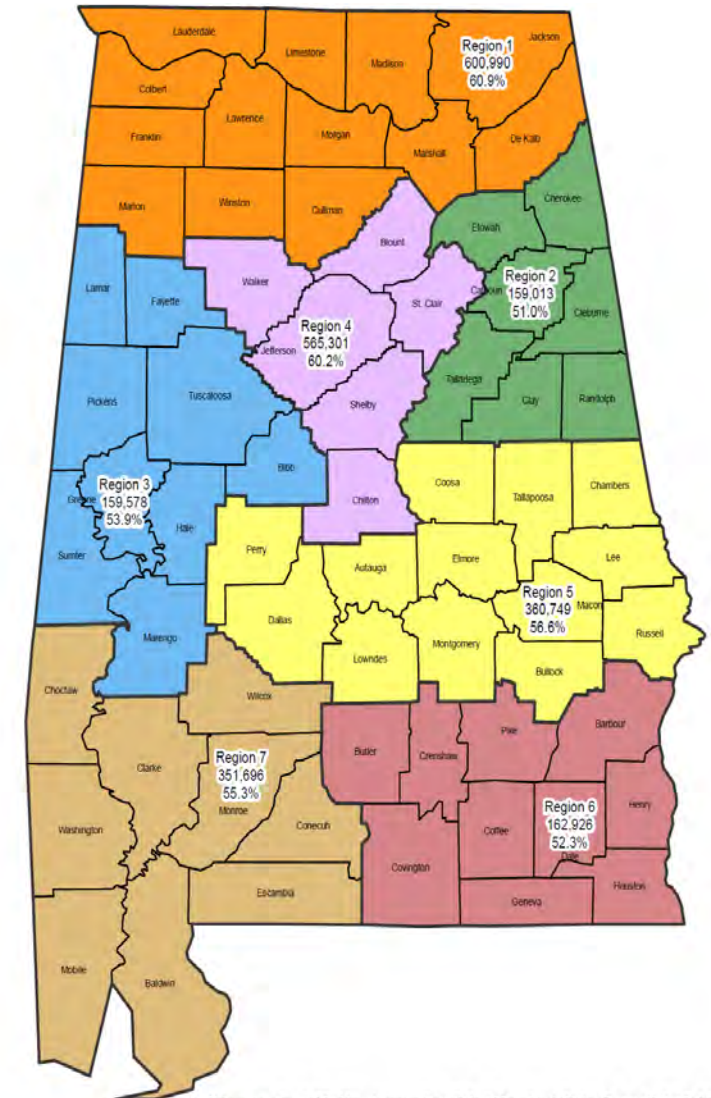 Lauderdale
Limestone
Madison
Jackson
Region 1
600,990
60.9%
Colbert
Lawrence
Franklin
Morgan
Marshall
De Kalb
Marion
Winston
Cullman
Cherokee
Etowah
Blount
Walker
St. Clair
Calhoun
Region 2
159,013
51.0%
Cleburne
Lamar
Fayette
Region 4
565,301
60.2%
Jefferson
Talladega
Clay
Randolph
Pickens
Tuscaloosa
Shelby
Bibb
Chilton
Coosa
Tallapoosa
Chambers
Region 3
159,578
53.9%
Greene
Hale
Sumter
Perry
Autauga
Elmore
Lee
Region 5
360,749
56.6%
Macon
Dallas
Marengo
Lowndes
Montgomery
Russell
Bullock
Choctaw
Wilcox
Clarke
Butler
Crenshaw
Pike
Barbour
Region 7
351,696
55.3%
Monroe
Washington
Conecuh
Coffee
Region 6
162,926
52.3%
Dale
Henry
Covington
Escambia
Geneva
Houston
Mobile
Baldwin